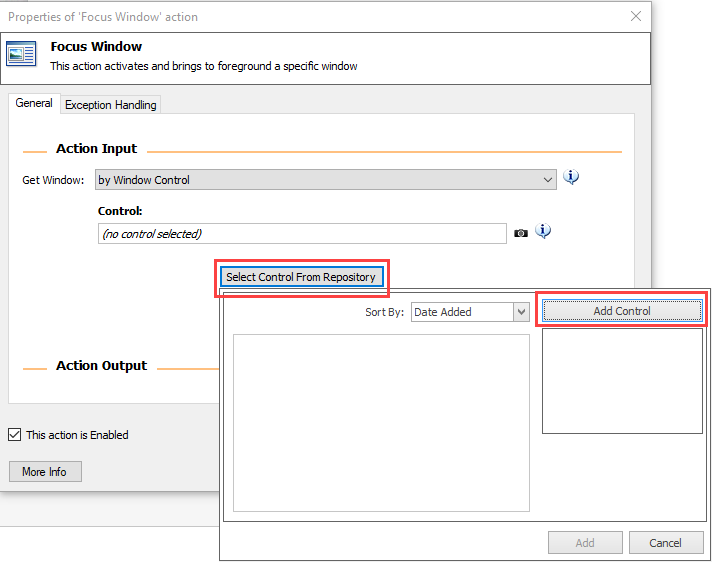 Properties of 'Focus Window' action
Focus Window
This action activates and brings to foreground a specific window
General
Exception Handling
Action Input
Get Window: by Window Control
Control:
(no control selected)
Select Control From Repository
Sort By: Date Added
Add Control
Action Output
This action is Enabled
More Info
Add
Cancel